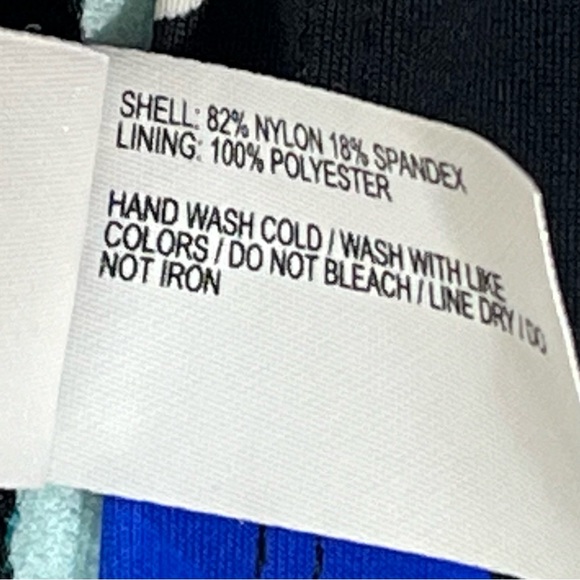 SHELL: 82% NYLON 18% SPANDEX
LINING: 100% POLYESTER
HAND WASH COLD / WASH WITH LIKE
COLORS / DO NOT BLEACH / LINE DRY / DO
NOT IRON